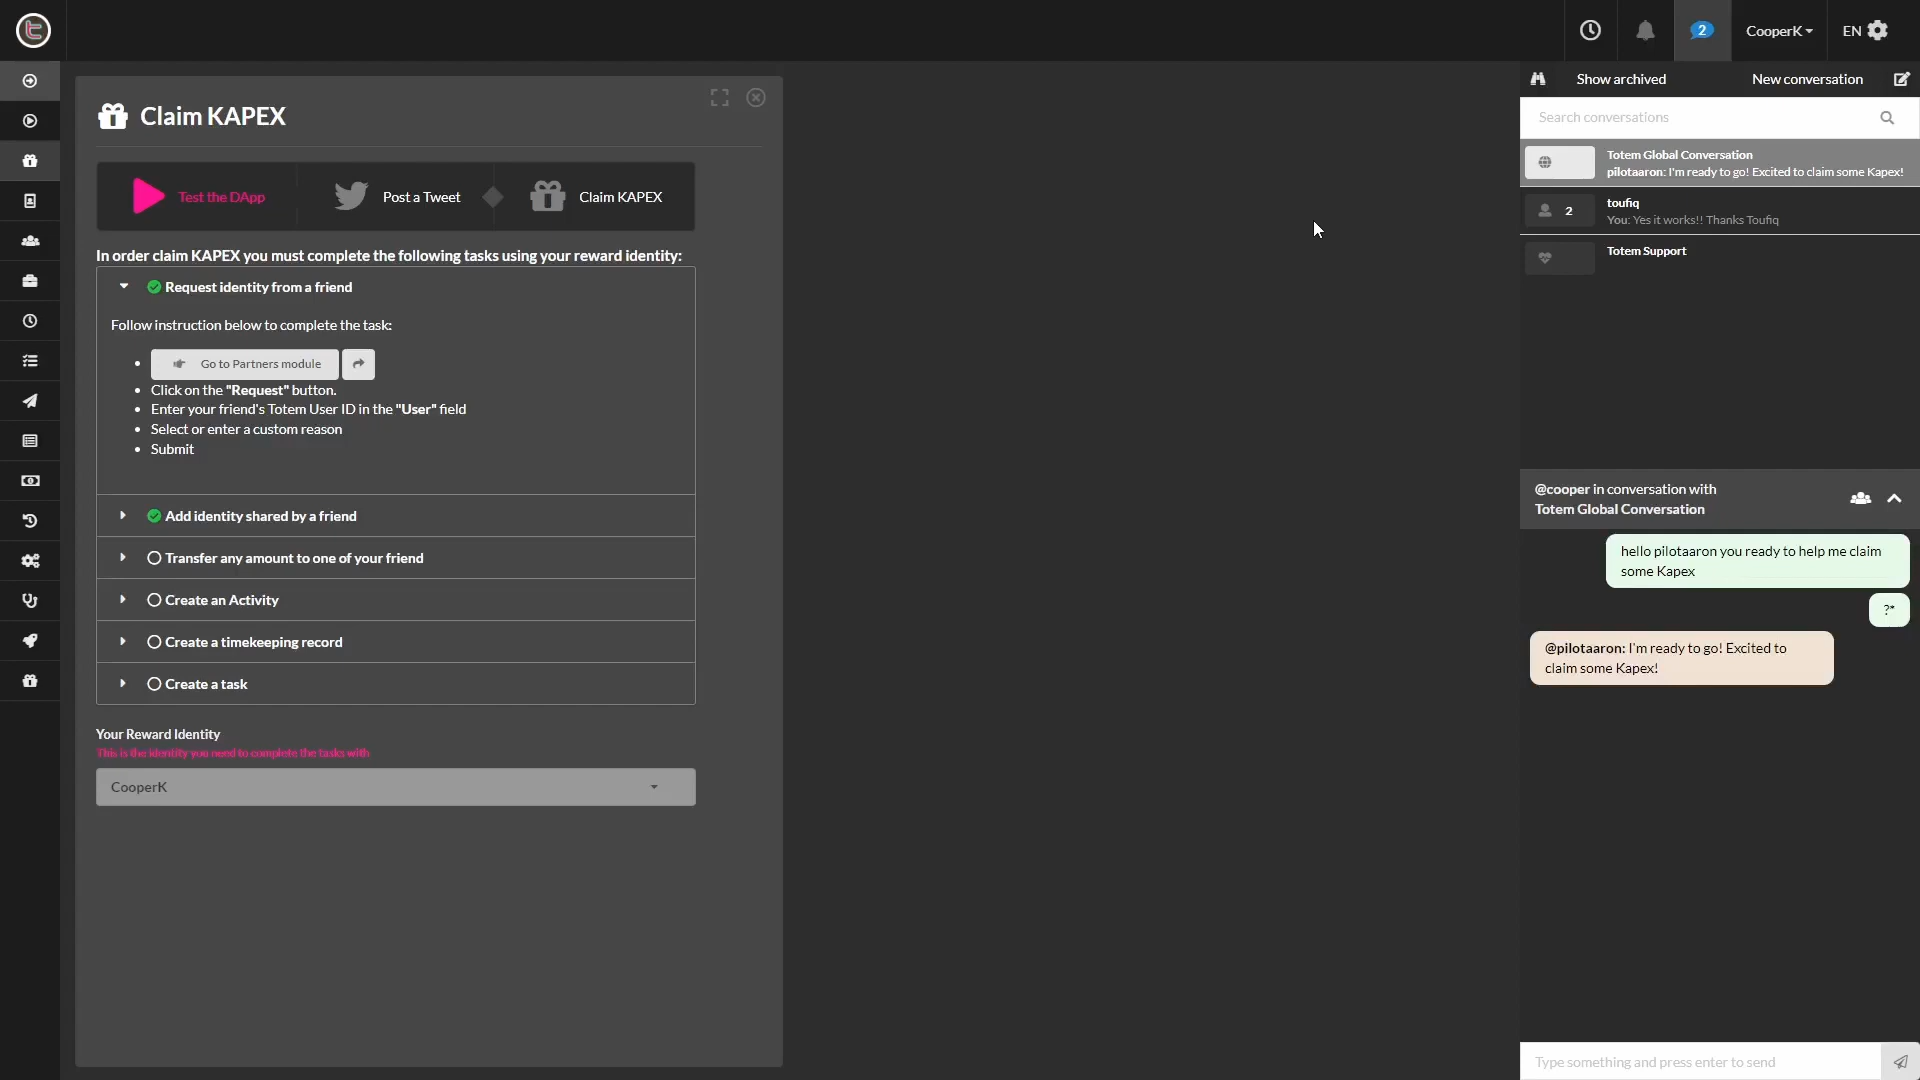 2
CooperK
EN
Show archived
New conversation
Search conversations
Totem Global Conversation
pilotaaron: I'm ready to go! Excited to claim some Kapex!
2
toufiq
You: Yes it works!! Thanks Toufiq
Totem Support
Claim KAPEX
Test the DApp
Post a Tweet
Claim KAPEX
In order claim KAPEX you must complete the following tasks using your reward identity:
Request identity from a friend
Follow instruction below to complete the task:
Go to Partners module
Click on the "Request" button.
Enter your friend's Totem User ID in the "User" field
Select or enter a custom reason
Submit
Add identity shared by a friend
Transfer any amount to one of your friend
Create an Activity
Create a timekeeping record
Create a task
Your Reward Identity
This is the identity you need to complete the tasks with
CooperK
@cooper in conversation with
Totem Global Conversation
hello pilotaaron you ready to help me claim
some Kapex
?*
@pilotaaron: I'm ready to go! Excited to
claim some Kapex!
Type something and press enter to send